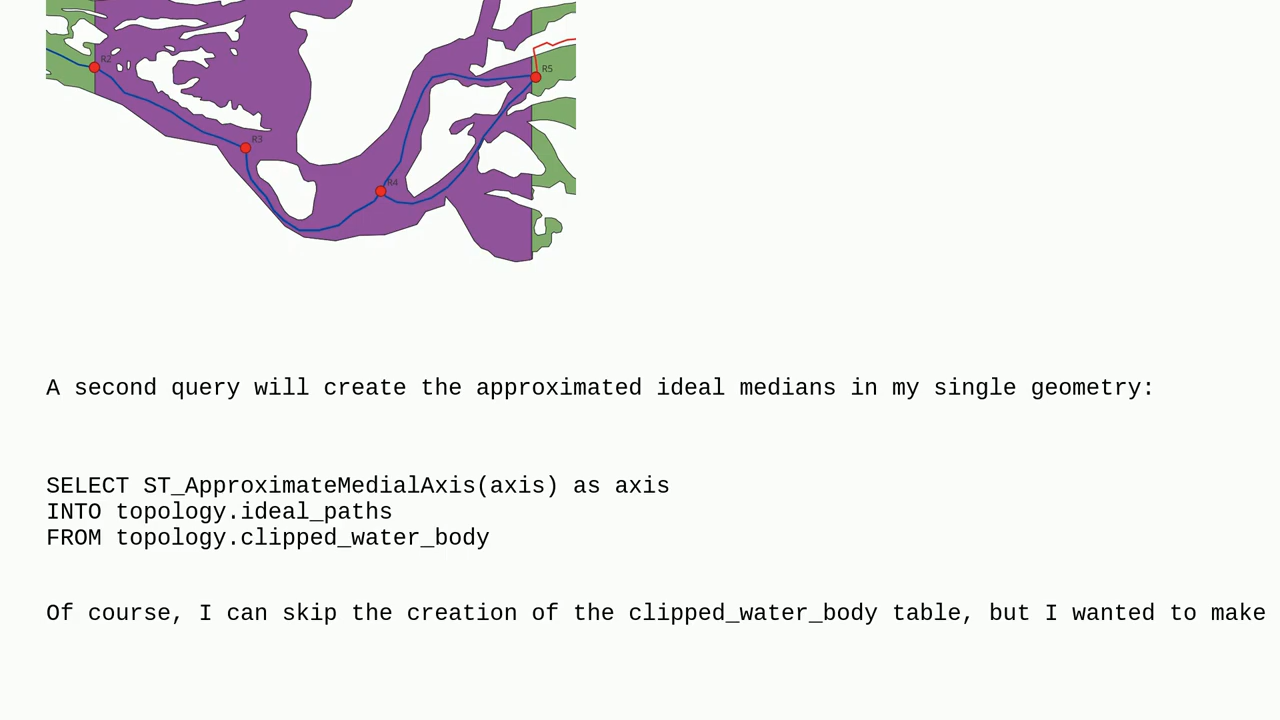 R2
R5
R3
R4
A second query will create the approximated ideal medians in my single geometry:
SELECT ST_ApproximateMedialAxis(axis) as axis
INTO topology.ideal_paths
FROM topology.clipped_water_body
Of course, I can skip the creation of the clipped_water_body table, but I wanted to make